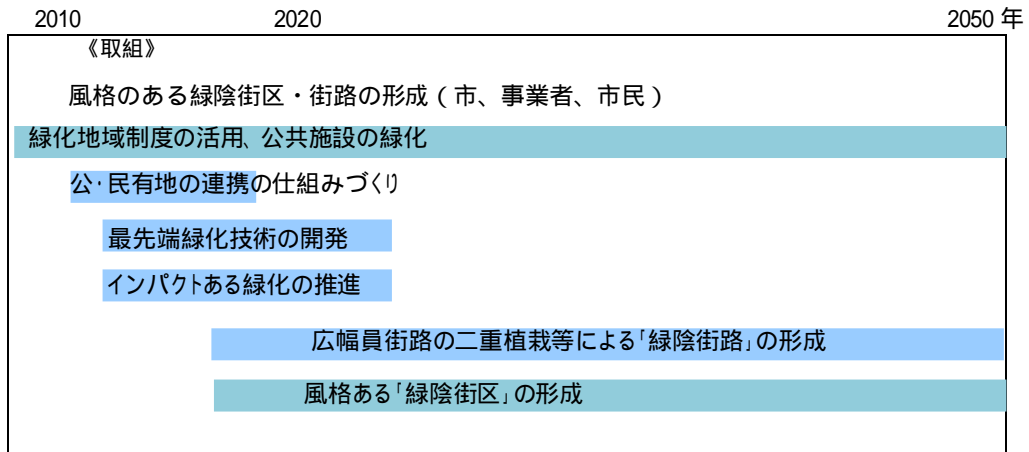 2010 2020 2050 年
《取組》
風格のある緑陰街区・街路の形成（市、事業者、市民）
緑化地域制度の活用、公共施設の緑化
公・民有地の連携の仕組みづくり
最先端緑化技術の開発
インパクトある緑化の推進
広幅員街路の二重植栽等による「緑陰街路」の形成
風格ある「緑陰街区」の形成